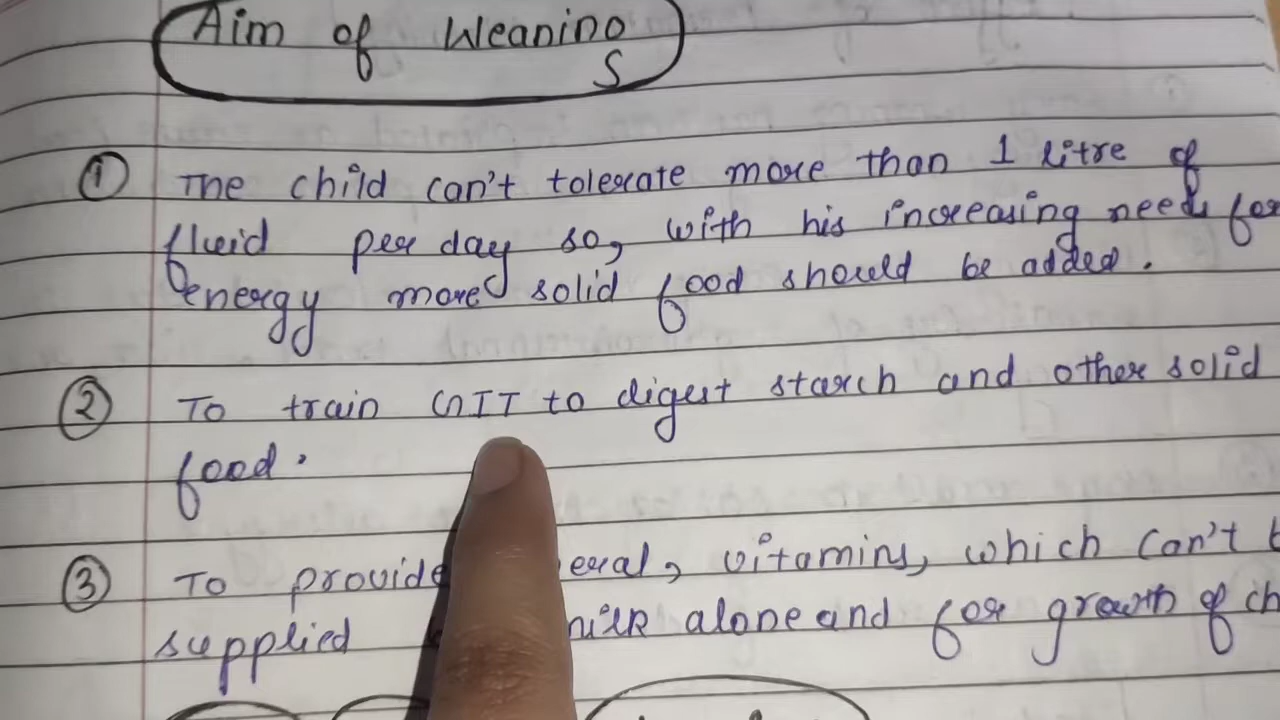 Aim of Weaning
① The child can't tolerate more than 1 litre of
fluid per day so, with his increasing needs for
energy more solid food should be added.
② To train GIT to digest starch and other solid
food.
③ To provide vitamins, which can't
supplied milk alone and for growth of